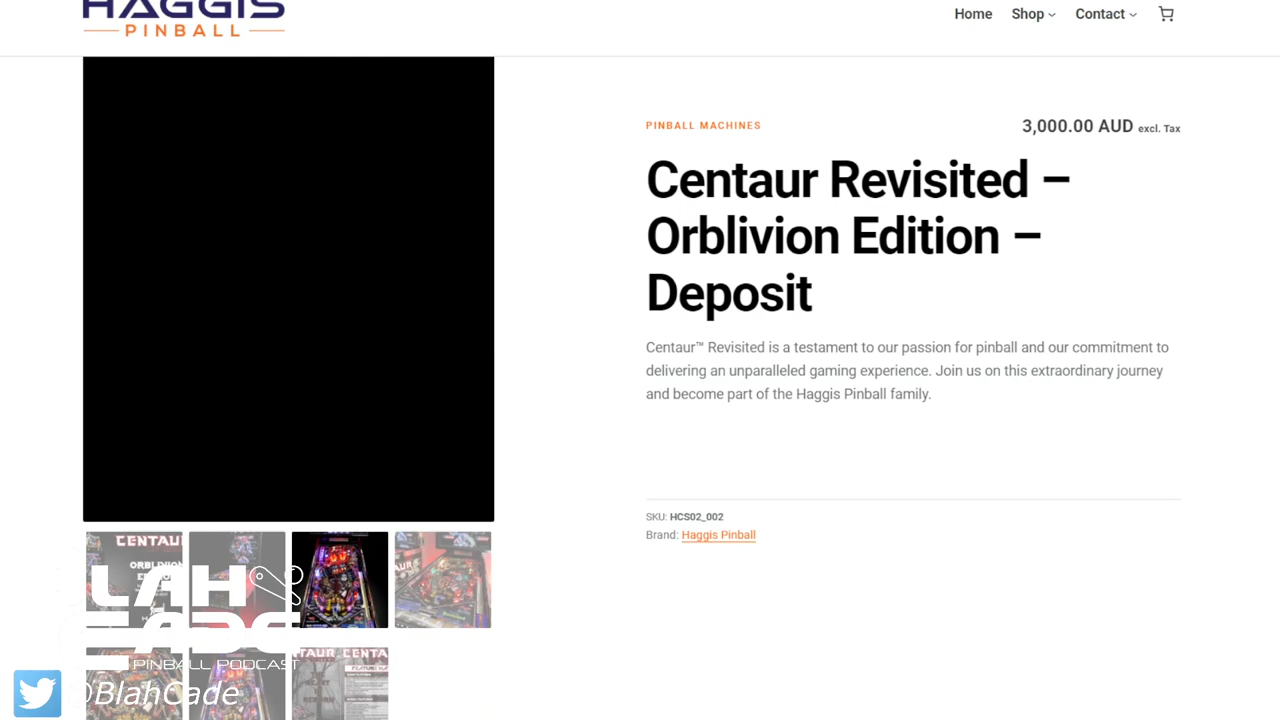 HAGGIS
PINBALL
Home Shop Contact
PINBALL MACHINES
3,000.00 AUD excl. Tax
Centaur Revisited –
Orblivion Edition –
Deposit
Centaur™ Revisited is a testament to our passion for pinball and our commitment to
delivering an unparalleled gaming experience. Join us on this extraordinary journey
and become part of the Haggis Pinball family.
SKU: HCS02_002
Brand: Haggis Pinball
PINBALL PODCAST
@BlahCade